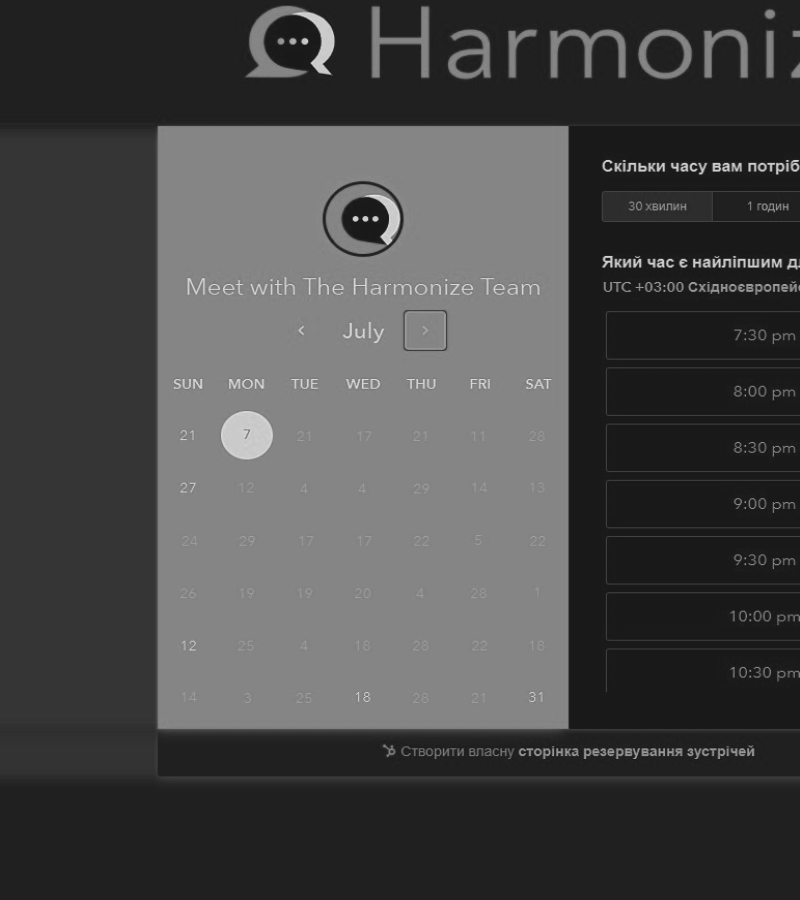 Harmoniz
Meet with The Harmonize Team
July
SUN MON TUE WED THU FRI SAT
21 7 21 17 21 11 28
27 12 4 4 29 14 13
24 29 17 17 22 5 22
26 19 19 20 4 28 1
12 25 4 18 28 22 18
14 3 25 18 28 21 31
Скільки часу вам потріб
30 хвилин 1 годин
Який час є найліпшим д
UTC +03:00 Східноєвропей
7:30 pm
8:00 pm
8:30 pm
9:00 pm
9:30 pm
10:00 pm
10:30 pm
Створити власну сторінка резервування зустрічей